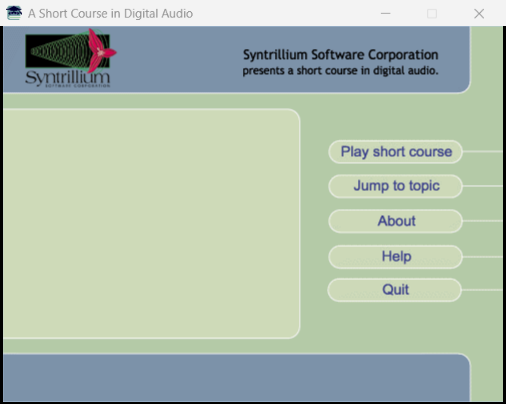 A Short Course in Digital Audio
Syntrillium
SOFTWARE CORPORATION
Syntrillium Software Corporation
presents a short course in digital audio.
Play short course
Jump to topic
About
Help
Quit